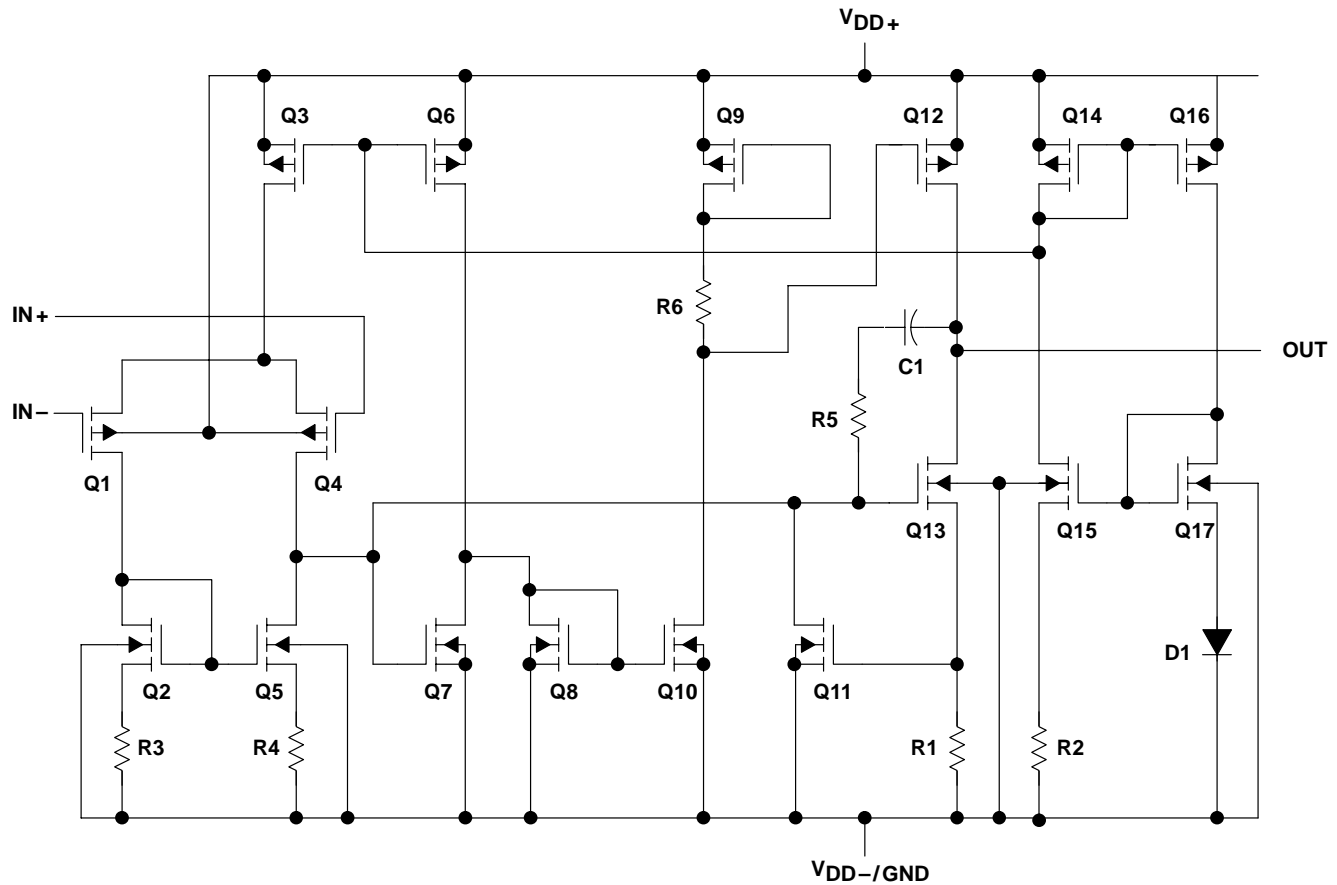 VDD+
Q3
Q6
Q9
Q12
Q14
Q16
R6
IN+
C1
OUT
IN−
R5
Q1
Q4
Q13
Q15
Q17
D1
Q2
Q5
Q7
Q8
Q10
Q11
R3
R4
R1
R2
VDD−/GND